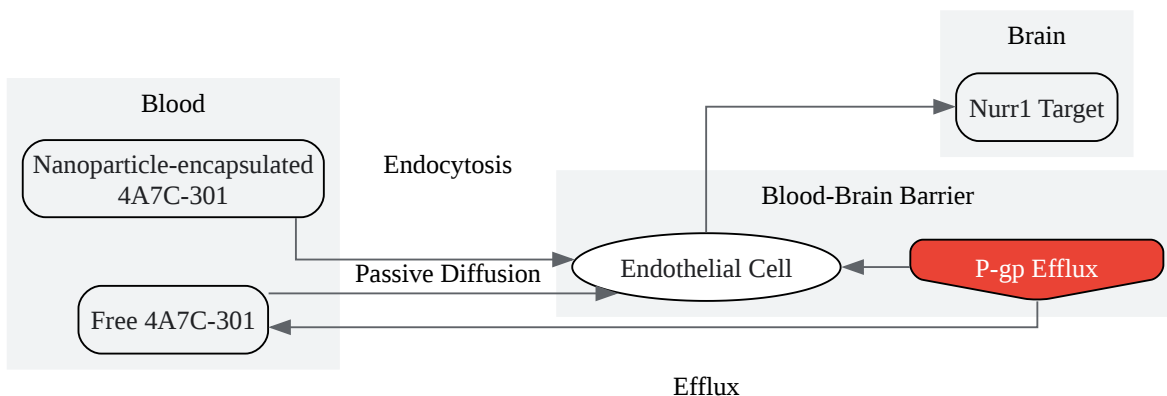 Brain
Nurr1 Target
Blood
Nanoparticle-encapsulated
4A7C-301
Endocytosis
Blood-Brain Barrier
Passive Diffusion
Endothelial Cell
P-gp Efflux
Free 4A7C-301
Efflux